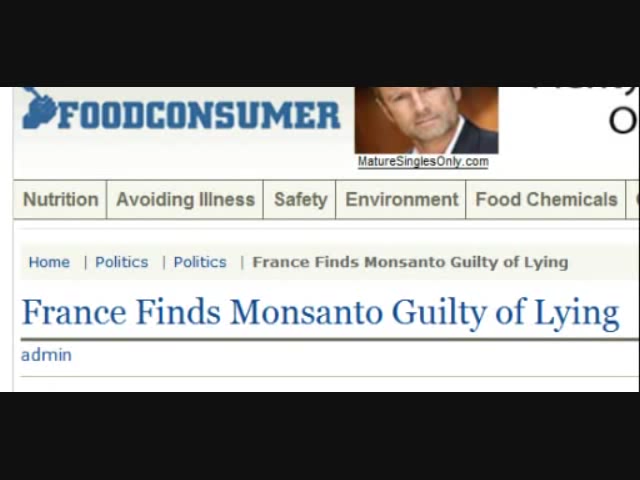 FOODCONSUMER
O
MatureSinglesOnly.com
Nutrition | Avoiding Illness | Safety | Environment | Food Chemicals
Home | Politics | Politics | France Finds Monsanto Guilty of Lying
France Finds Monsanto Guilty of Lying
admin